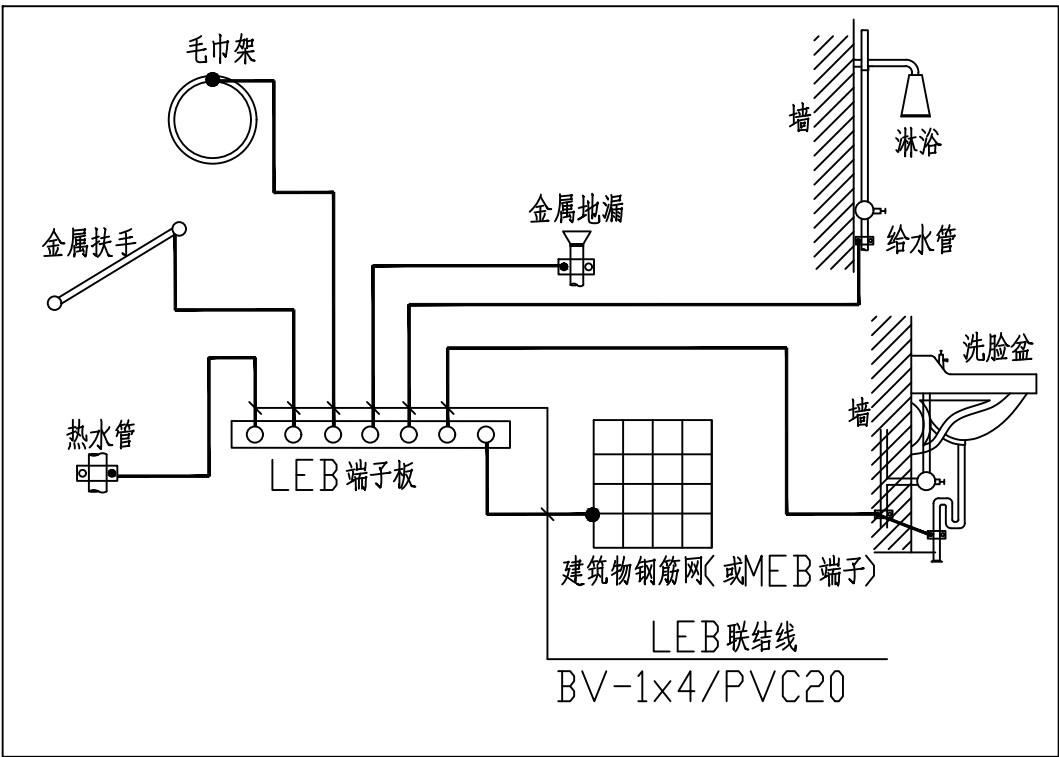 毛巾架
墙
淋浴
金属地漏
金属扶手
给水管
洗脸盆
墙
热水管
LEB端子板
建筑物钢筋网(或MEB端子)
LEB联结线
BV-1x4/PVC20